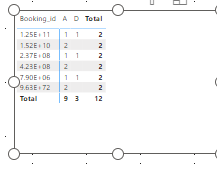 Booking_id A D Total
1.25E+11 1 1 2
1.52E+10 2 2
2.37E+08 1 1 2
4.23E+08 2 2
7.90E+06 1 1 2
9.63E+72 2 2
Total 9 3 12